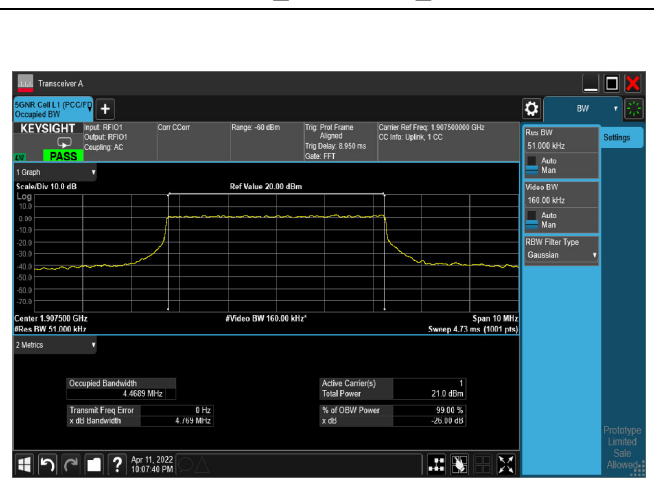 Transceiver A
5GNR Cell L1 (PCC/FD
Occupied BW
BW
KEYSIGHT
Input: RFIO1
Output: RFIO1
Coupling: AC
Corr CCorr
Range: -60 dBm
Trig: Prot Frame
Aligned
Trig Delay: 8.950 ms
Gate: FFT
Carrier Ref Freq: 1.907500000 GHz
CC Info: Uplink, 1 CC
PASS
Res BW
51.000 kHz
Auto
Man
Settings
Video BW
160.00 kHz
Auto
Man
RBW Filter Type
Gaussian
1 Graph
Scale/Div 10.0 dB
Ref Value 20.00 dBm
Log
10.0
0.00
-10.0
-20.0
-30.0
-40.0
-50.0
-60.0
-70.0
Center 1.907500 GHz
#Video BW 160.00 kHz*
Span 10 MHz
#Res BW 51.000 kHz
Sweep 4.73 ms (1001 pts)
2 Metrics
Occupied Bandwidth
4.4689 MHz
Active Carrier(s) 1
Total Power 21.0 dBm
Transmit Freq Error 0 Hz
x dB Bandwidth 4.769 MHz
% of OBW Power 99.00 %
x dB -26.00 dB
Apr 11, 2022
10:07:40 PM
Prototype
Limited
Sale
Allowed